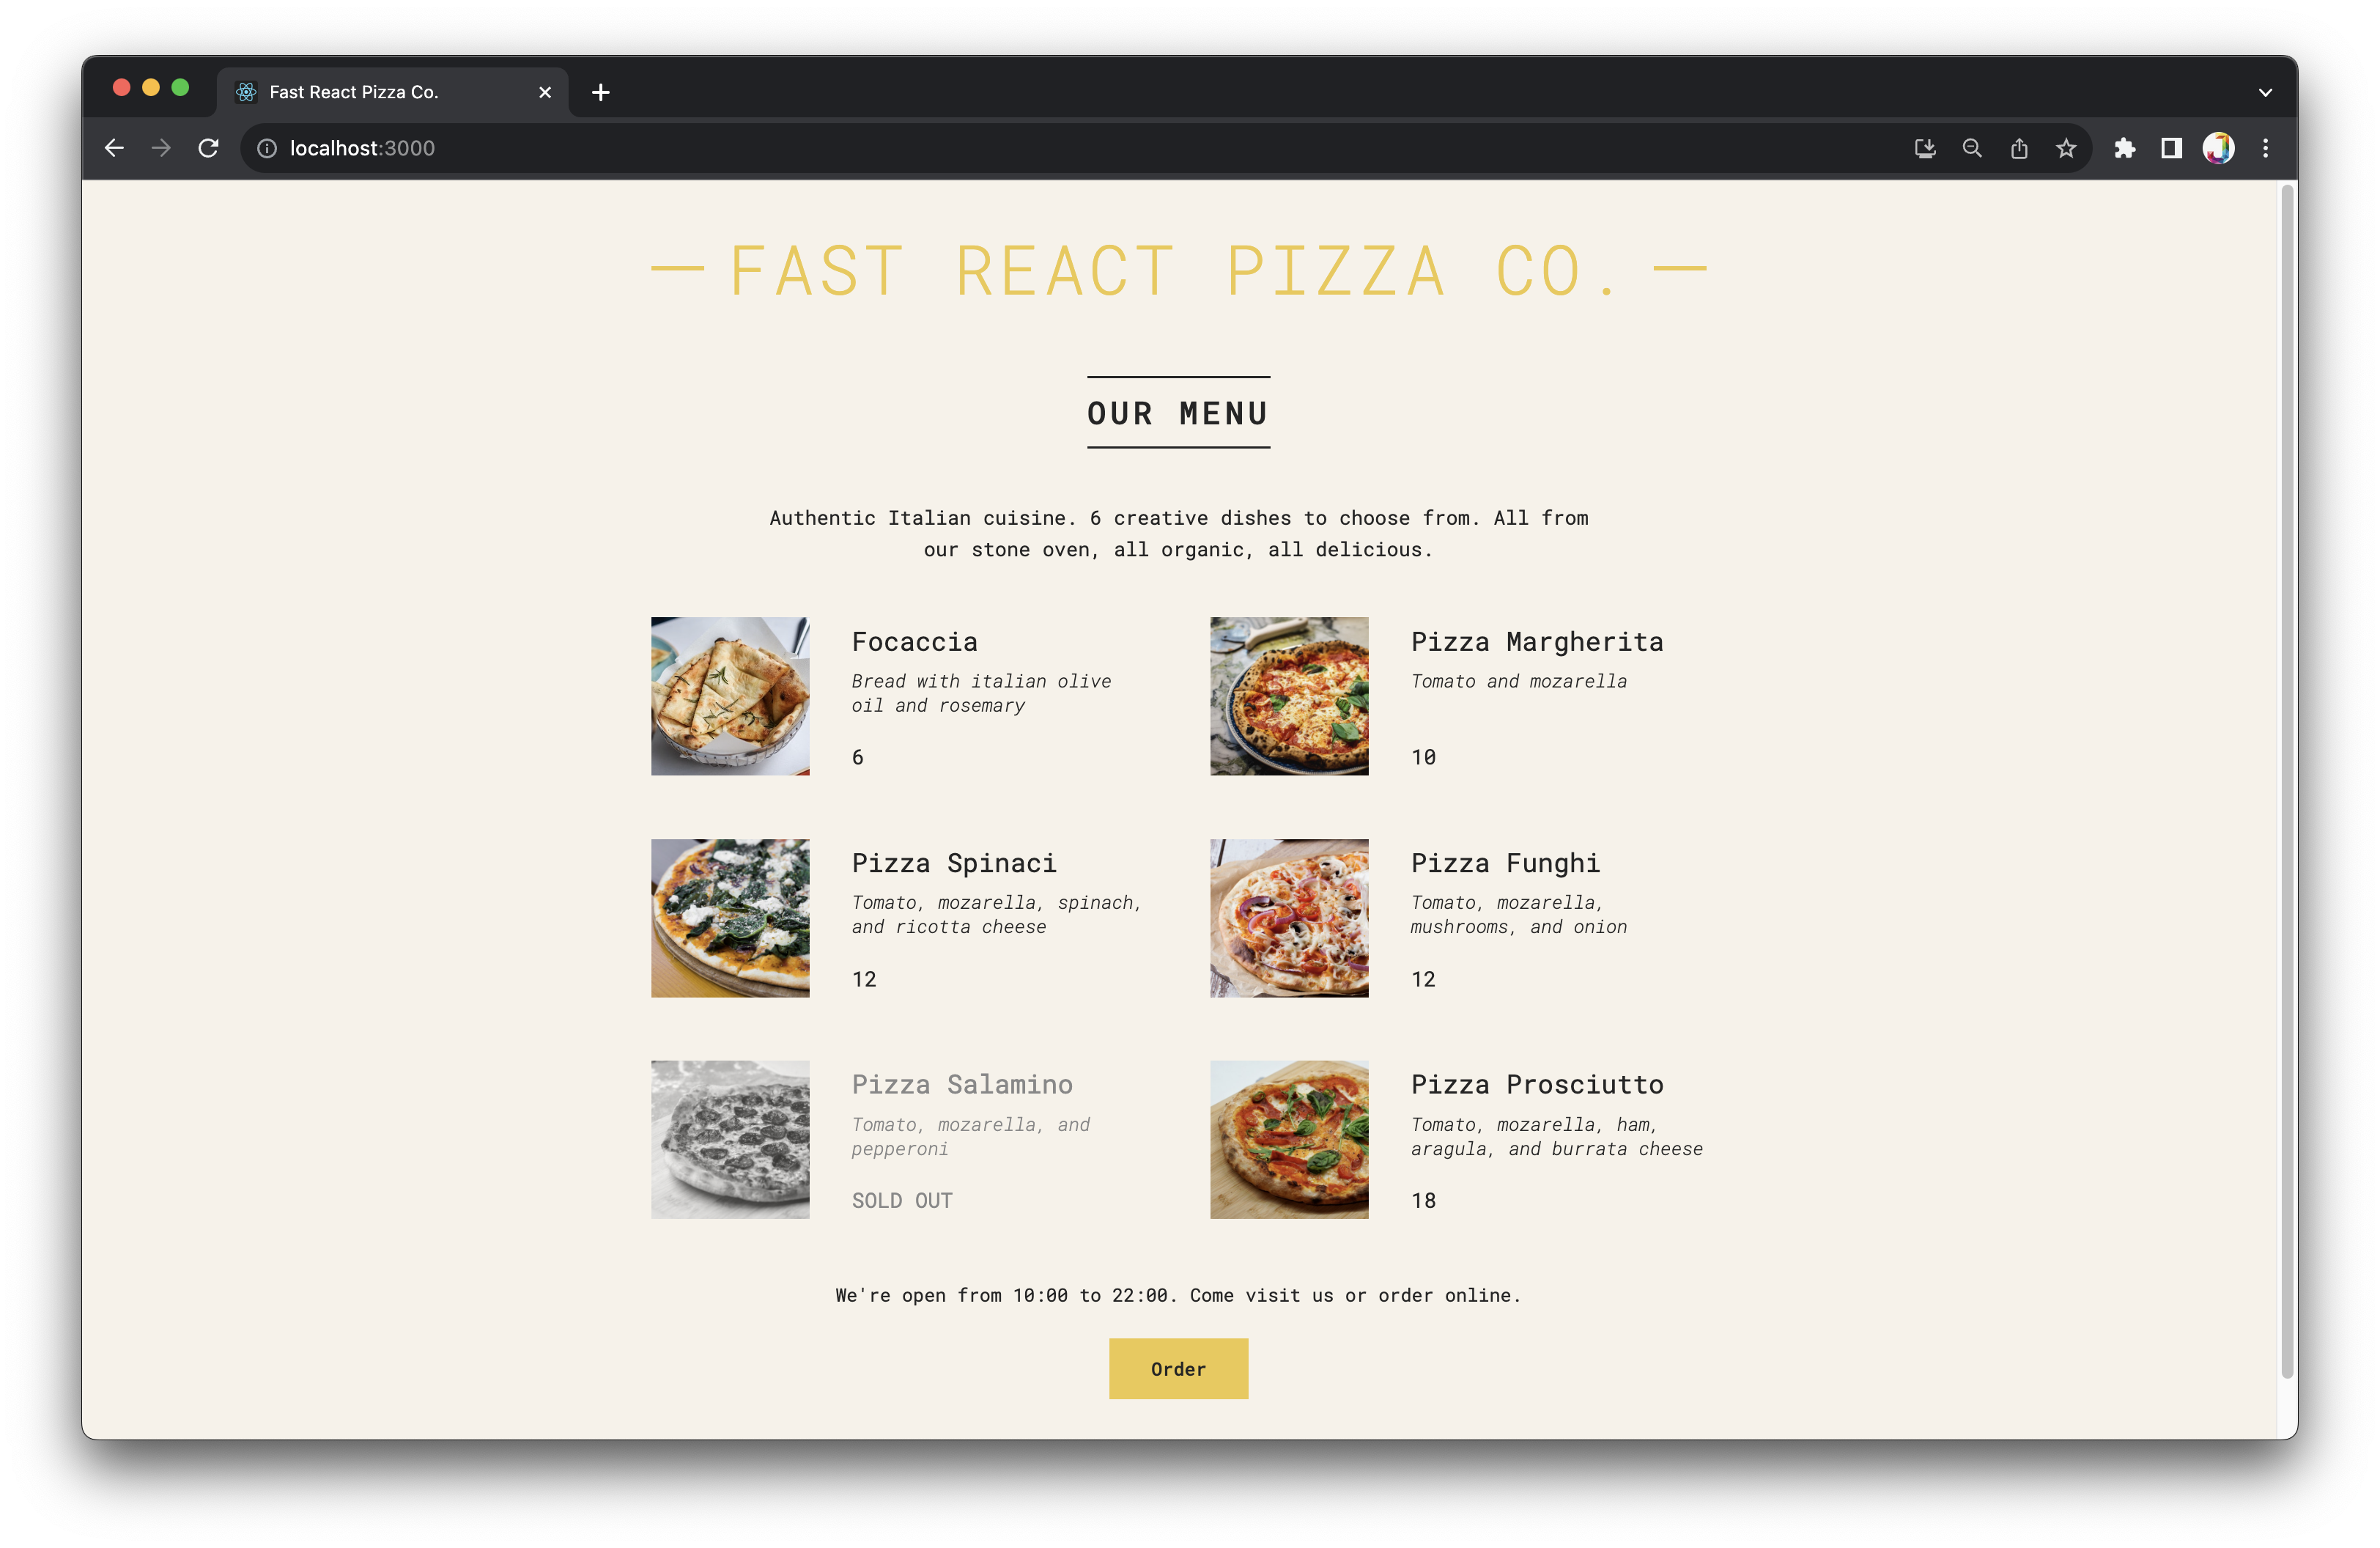 Fast React Pizza Co.
localhost:3000
FAST REACT PIZZA CO.
OUR MENU
Authentic Italian cuisine. 6 creative dishes to choose from. All from
our stone oven, all organic, all delicious.
Focaccia
Bread with italian olive
oil and rosemary
6
Pizza Margherita
Tomato and mozarella
10
Pizza Spinaci
Tomato, mozarella, spinach,
and ricotta cheese
12
Pizza Funghi
Tomato, mozarella,
mushrooms, and onion
12
Pizza Salamino
Tomato, mozarella, and
pepperoni
SOLD OUT
Pizza Prosciutto
Tomato, mozarella, ham,
aragula, and burrata cheese
18
We're open from 10:00 to 22:00. Come visit us or order online.
Order